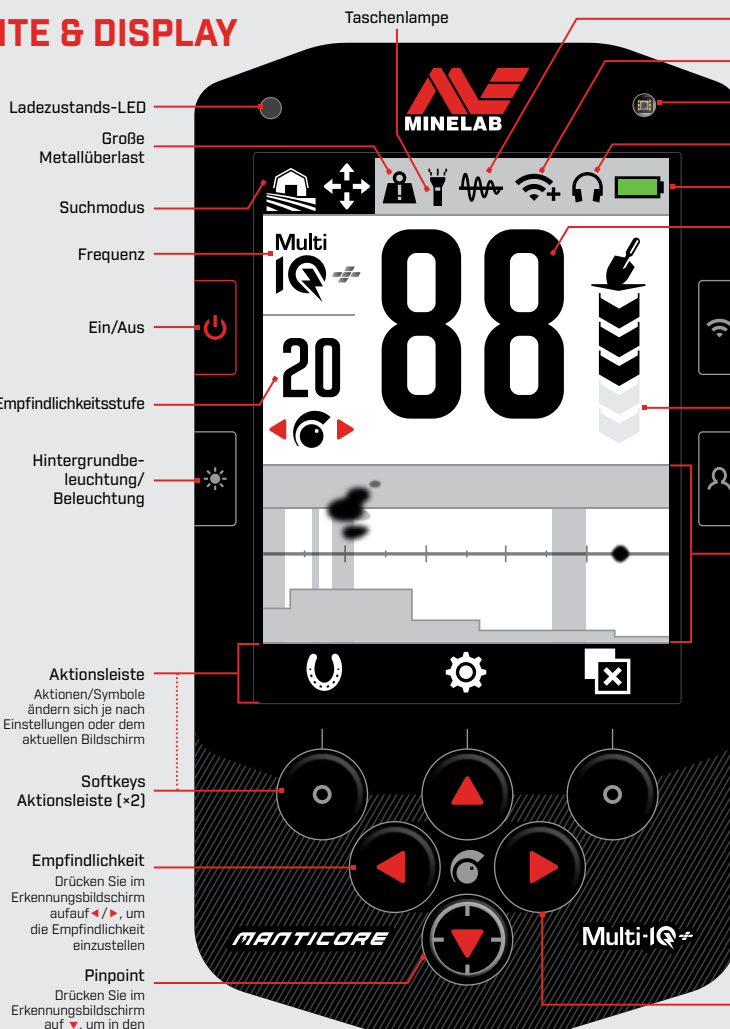 ITE & DISPLAY
Taschenlampe
Ladezustands-LED
Große
Metallüberlast
Suchmodus
Frequenz
Ein/Aus
Empfindlichkeitsstufe
Hintergrundbe-
leuchtung/
Beleuchtung
Aktionsleiste
Aktionen/Symbole
ändern sich je nach
Einstellungen oder dem
aktuellen Bildschirm
Softkeys
Aktionsleiste (×2)
Empfindlichkeit
Drücken Sie im
Erkennungsbildschirm
aufauf ◄/►, um
die Empfindlichkeit
einzustellen
Pinpoint
Drücken Sie im
Erkennungsbildschirm
auf ▼, um in den
MINELAB
Multi
IQ
88
20
MANTICORE
Multi-IQ+